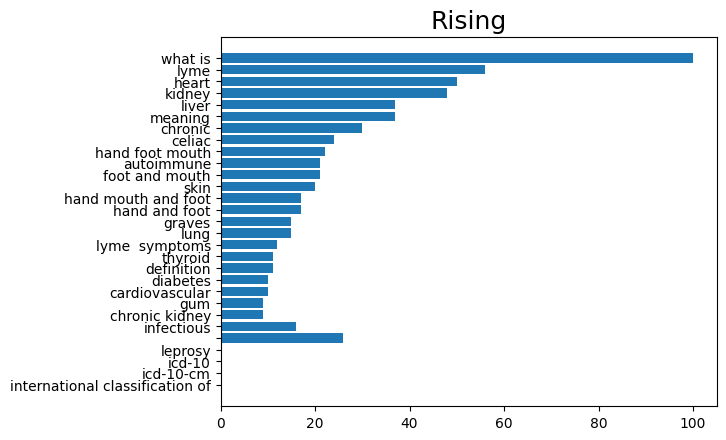 Rising
what is
lyme
heart
kidney
liver
meaning
chronic
celiac
hand foot mouth
autoimmune
foot and mouth
skin
hand mouth and foot
hand and foot
graves
lung
lyme  symptoms
thyroid
definition
diabetes
cardiovascular
gum
chronic kidney
infectious
leprosy
icd-10
icd-10-cm
international classification of
0 20 40 60 80 100